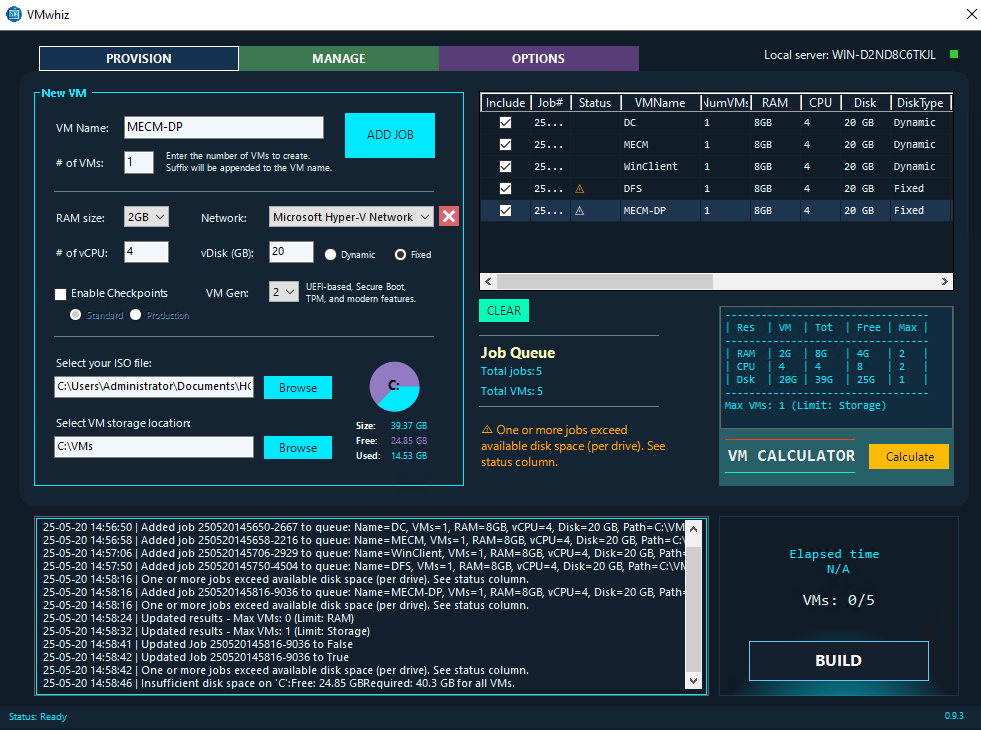 VMwhiz
PROVISION
MANAGE
OPTIONS
Local server: WIN-D2ND8C6TKJL
New VM
VM Name:
MECM-DP
ADD JOB
# of VMs:
1
Enter the number of VMs to create.
Suffix will be appended to the VM name.
RAM size:
2GB
Network:
Microsoft Hyper-V Network
# of vCPU:
4
vDisk (GB):
20
Dynamic
Fixed
Enable Checkpoints
VM Gen:
2
UEFI-based, Secure Boot,
TPM, and modern features.
Standard
Production
Select your ISO file:
C:\Users\Administrator\Documents\HO
Browse
Select VM storage location:
C:\VMs
Browse
C:
Size: 39.37 GB
Free: 24.85 GB
Used: 14.53 GB
Include Job# Status VMName NumVMs RAM CPU Disk DiskType
25... DC 1 8GB 4 20 GB Dynamic
25... MECM 1 8GB 4 20 GB Dynamic
25... WinClient 1 8GB 4 20 GB Dynamic
25... ⚠ DFS 1 8GB 4 20 GB Fixed
25... ⚠ MECM-DP 1 8GB 4 20 GB Fixed
CLEAR
Job Queue
Total jobs: 5
Total VMs: 5
⚠ One or more jobs exceed
available disk space (per drive). See
status column.
-----------------------------------
| Res | VM | Tot | Free | Max |
-----------------------------------
| RAM | 2G | 8G | 4G | 2 |
| CPU | 4 | 4 | 8 | 2 |
| Dsk | 20G | 39G | 25G | 1 |
-----------------------------------
Max VMs: 1 (Limit: Storage)
VM CALCULATOR
Calculate
25-05-20 14:56:50 | Added job 250520145650-2667 to queue: Name=DC, VMs=1, RAM=8GB, vCPU=4, Disk=20 GB, Path=C:\VM
25-05-20 14:56:58 | Added job 250520145658-2216 to queue: Name=MECM, VMs=1, RAM=8GB, vCPU=4, Disk=20 GB, Path=C:
25-05-20 14:57:06 | Added job 250520145706-2929 to queue: Name=WinClient, VMs=1, RAM=8GB, vCPU=4, Disk=20 GB, Path=
25-05-20 14:57:50 | Added job 250520145750-4504 to queue: Name=DFS, VMs=1, RAM=8GB, vCPU=4, Disk=20 GB, Path=C:\V
25-05-20 14:58:16 | One or more jobs exceed available disk space (per drive). See status column.
25-05-20 14:58:16 | Added job 250520145816-9036 to queue: Name=MECM-DP, VMs=1, RAM=8GB, vCPU=4, Disk=20 GB, Path=
25-05-20 14:58:16 | One or more jobs exceed available disk space (per drive). See status column.
25-05-20 14:58:24 | Updated results - Max VMs: 0 (Limit: RAM)
25-05-20 14:58:32 | Updated results - Max VMs: 1 (Limit: Storage)
25-05-20 14:58:41 | Updated Job 250520145816-9036 to False
25-05-20 14:58:42 | Updated Job 250520145816-9036 to True
25-05-20 14:58:42 | One or more jobs exceed available disk space (per drive). See status column.
25-05-20 14:58:46 | Insufficient disk space on 'C':Free: 24.85 GBRequired: 40.3 GB for all VMs.
Elapsed time
N/A
VMs: 0/5
BUILD
Status: Ready
0.9.3